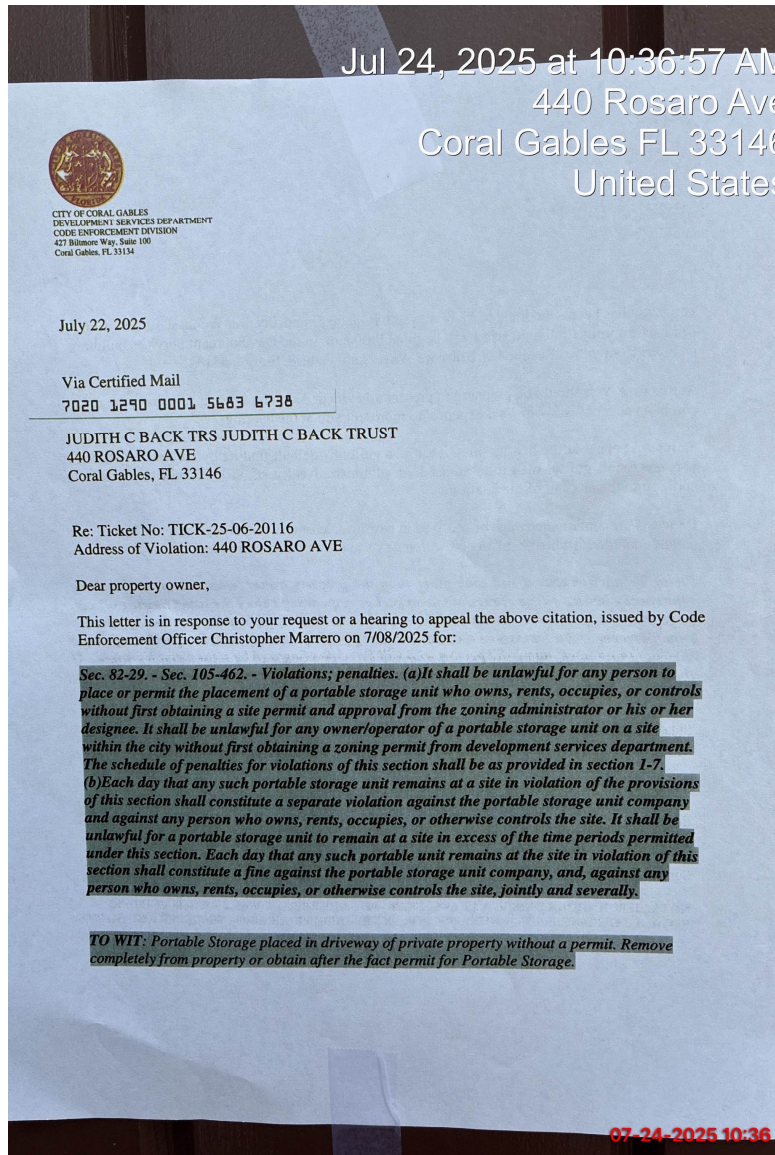 Jul 24, 2025 at 10:36:57 AM
440 Rosaro Ave
Coral Gables FL 33146
United States
FLORIDA
CITY OF CORAL GABLES
DEVELOPMENT SERVICES DEPARTMENT
CODE ENFORCEMENT DIVISION
427 Biltmore Way, Suite 100
Coral Gables, FL 33134
July 22, 2025
Via Certified Mail
7020 1290 0001 5683 6738
JUDITH C BACK TRS JUDITH C BACK TRUST
440 ROSARO AVE
Coral Gables, FL 33146
Re: Ticket No: TICK-25-06-20116
Address of Violation: 440 ROSARO AVE
Dear property owner,
This letter is in response to your request or a hearing to appeal the above citation, issued by Code
Enforcement Officer Christopher Marrero on 7/08/2025 for:
Sec. 82-29. - Sec. 105-462. - Violations; penalties. (a)It shall be unlawful for any person to
place or permit the placement of a portable storage unit who owns, rents, occupies, or controls
without first obtaining a site permit and approval from the zoning administrator or his or her
designee. It shall be unlawful for any owner/operator of a portable storage unit on a site
within the city without first obtaining a zoning permit from development services department.
The schedule of penalties for violations of this section shall be as provided in section 1-7.
(b)Each day that any such portable storage unit remains at a site in violation of the provisions
of this section shall constitute a separate violation against the portable storage unit company
and against any person who owns, rents, occupies, or otherwise controls the site. It shall be
unlawful for a portable storage unit to remain at a site in excess of the time periods permitted
under this section. Each day that any such portable unit remains at the site in violation of this
section shall constitute a fine against the portable storage unit company, and, against any
person who owns, rents, occupies, or otherwise controls the site, jointly and severally.
TO WIT: Portable Storage placed in driveway of private property without a permit. Remove
completely from property or obtain after the fact permit for Portable Storage.
07-24-2025 10:36